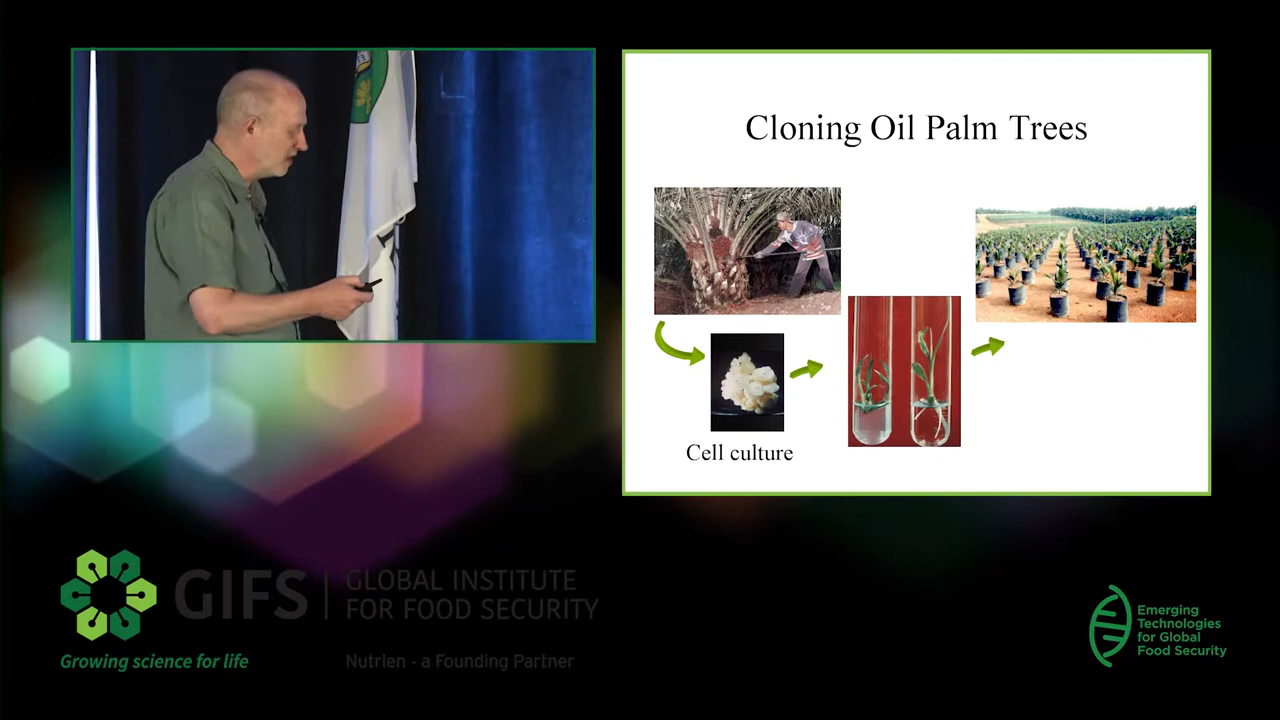 Cloning Oil Palm Trees
Cell culture
GIFS
GLOBAL INSTITUTE
FOR FOOD SECURITY
Growing science for life
Nutrien - a Founding Partner
Emerging
Technologies
for Global
Food Security